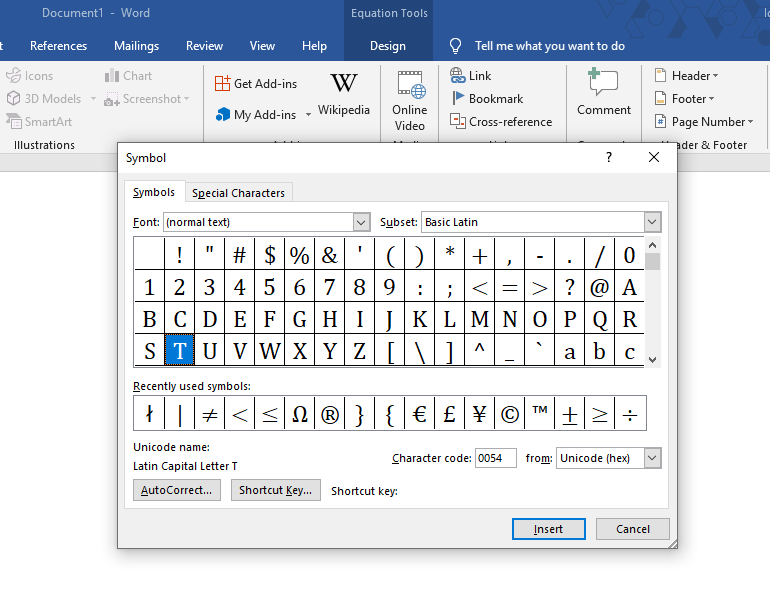 Document1 - Word
Equation Tools
References Mailings Review View Help Design Tell me what you want to do
Icons
3D Models
SmartArt
Chart
Screenshot
Illustrations
Get Add-ins
My Add-ins
Wikipedia
Online
Video
Link
Bookmark
Cross-reference
Comment
Header
Footer
Page Number
der & Footer
Symbol ?
Symbols Special Characters
Font: (normal text) Subset: Basic Latin
! " # $ % & ' ( ) * + , - . / 0
1 2 3 4 5 6 7 8 9 : ; < = > ? @ A
B C D E F G H I J K L M N O P Q R
S T U V W X Y Z [ \ ] ^ _ ` a b c
Recently used symbols:
ł | ≠ < ≤ Ω ® } { € £ ¥ © ™ ± ≥ ÷
Unicode name:
Latin Capital Letter T
Character code: 0054 from: Unicode (hex)
AutoCorrect... Shortcut Key... Shortcut key:
Insert Cancel